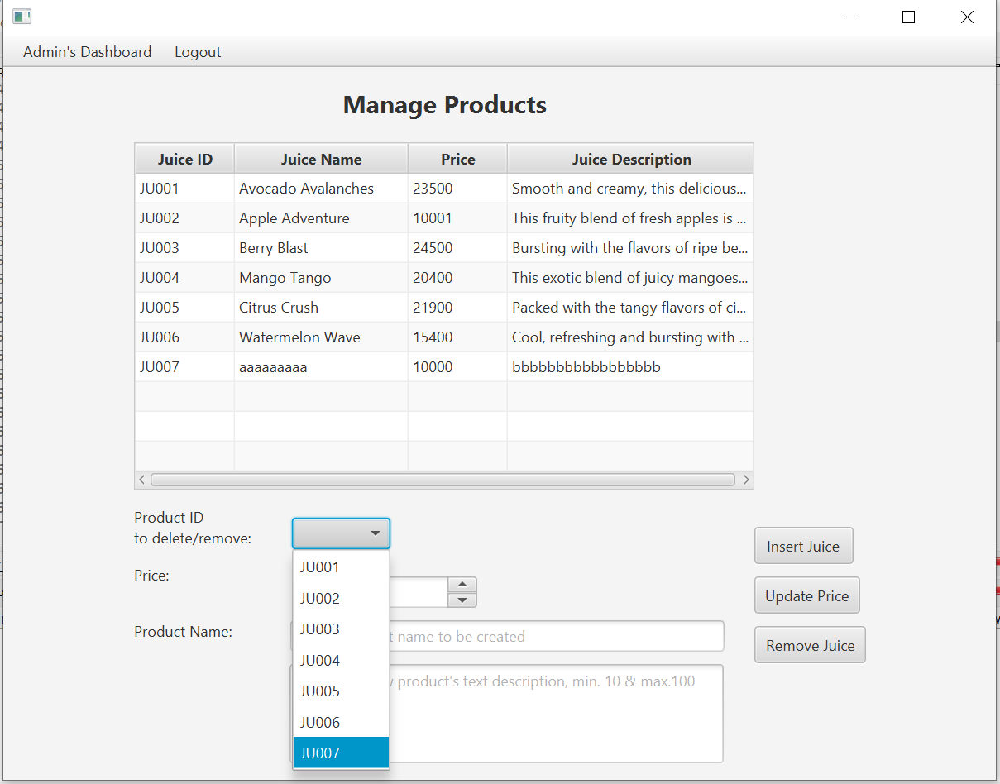 Admin's Dashboard Logout
Manage Products
Juice ID Juice Name Price Juice Description
JU001 Avocado Avalanches 23500 Smooth and creamy, this delicious...
JU002 Apple Adventure 10001 This fruity blend of fresh apples is ...
JU003 Berry Blast 24500 Bursting with the flavors of ripe be...
JU004 Mango Tango 20400 This exotic blend of juicy mangoes...
JU005 Citrus Crush 21900 Packed with the tangy flavors of ci...
JU006 Watermelon Wave 15400 Cool, refreshing and bursting with ...
JU007 aaaaaaaaa 10000 bbbbbbbbbbbbbbbbb
Product ID
to delete/remove:
Insert Juice
JU001
Price:
JU002
Update Price
JU003
Product Name:
name to be created
Remove Juice
JU004
product's text description, min. 10 & max.100
JU005
JU006
JU007